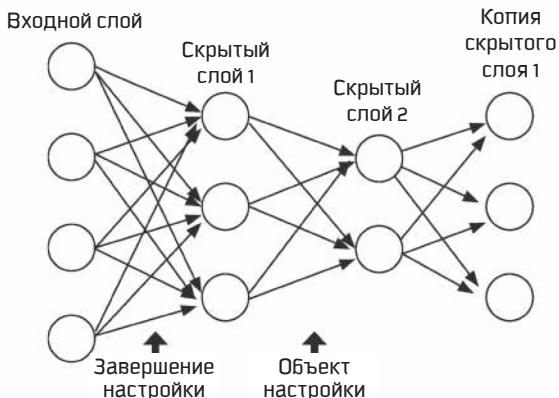 Входной слой
Скрытый
слой 1
Скрытый
слой 2
Копия
скрытого
слоя 1
Завершение
настройки
Объект
настройки